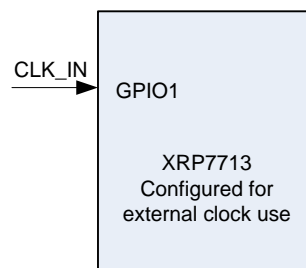 CLK_IN
GPIO1
XRP7713
Configured for
external clock use